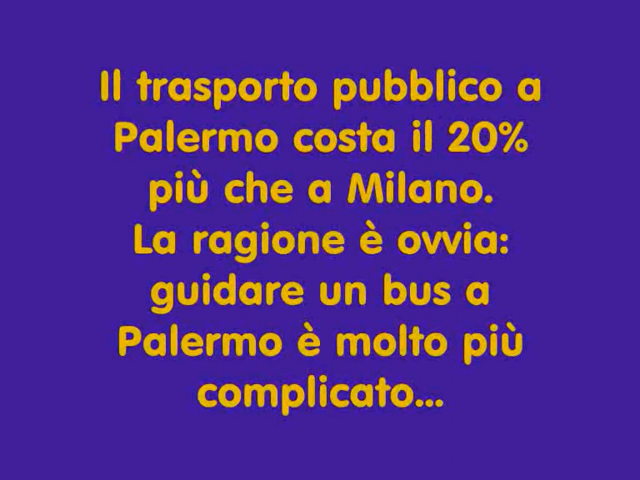 Il trasporto pubblico a
Palermo costa il 20%
più che a Milano.
La ragione è ovvia:
guidare un bus a
Palermo è molto più
complicato...